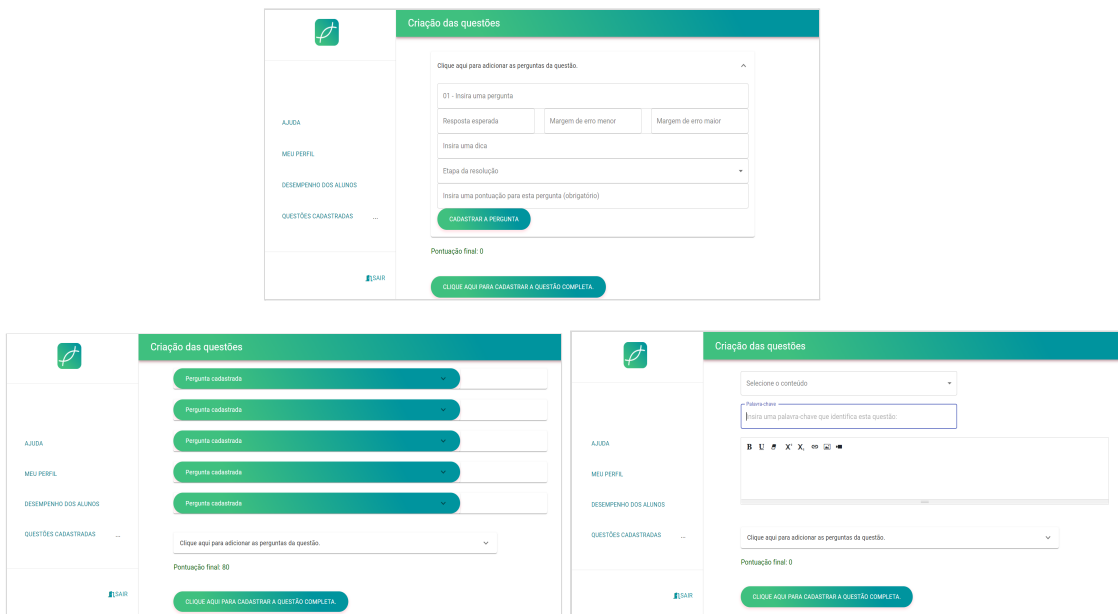 Criação das questões
Clique aqui para adicionar as perguntas da questão.
01 - Insira uma pergunta
Resposta esperada
Margem de erro menor
Margem de erro maior
Insira uma dica
Etapa da resolução
Insira uma pontuação para esta pergunta (obrigatório)
CADASTRAR A PERGUNTA
Pontuação final: 0
CLIQUE AQUI PARA CADASTRAR A QUESTÃO COMPLETA.
AJUDA
MEU PERFIL
DESEMPENHO DOS ALUNOS
QUESTÕES CADASTRADAS ...
SAIR
Criação das questões
Pergunta cadastrada
Pergunta cadastrada
Pergunta cadastrada
Pergunta cadastrada
Pergunta cadastrada
Clique aqui para adicionar as perguntas da questão.
Pontuação final: 80
CLIQUE AQUI PARA CADASTRAR A QUESTÃO COMPLETA.
AJUDA
MEU PERFIL
DESEMPENHO DOS ALUNOS
QUESTÕES CADASTRADAS ...
SAIR
Criação das questões
Selecione o conteúdo
Palavra-chave
Insira uma palavra-chave que identifica esta questão:
B U X² X₂
Clique aqui para adicionar as perguntas da questão.
Pontuação final: 0
CLIQUE AQUI PARA CADASTRAR A QUESTÃO COMPLETA.
AJUDA
MEU PERFIL
DESEMPENHO DOS ALUNOS
QUESTÕES CADASTRADAS ...
SAIR